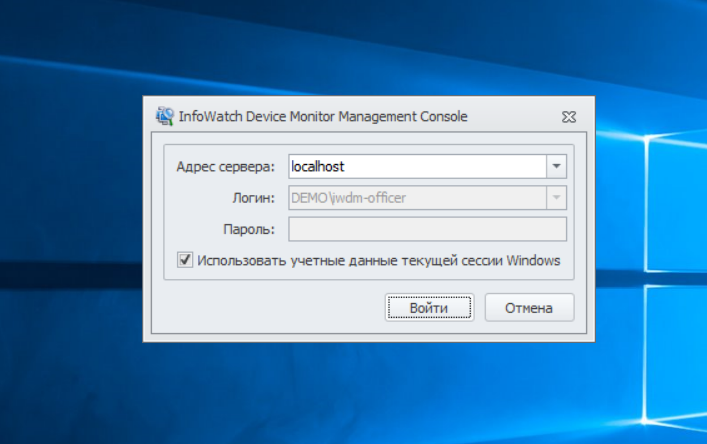 InfoWatch Device Monitor Management Console
Адрес сервера: localhost
Логин: DEMO\iwdm-officer
Пароль:
Использовать учетные данные текущей сессии Windows
Войти Отмена